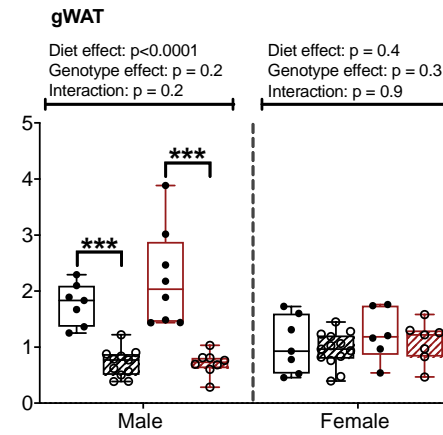 gWAT
Diet effect: p<0.0001
Genotype effect: p = 0.2
Interaction: p = 0.2
Diet effect: p = 0.4
Genotype effect: p = 0.3
Interaction: p = 0.9
5
4
3
2
1
0
***
***
Male
Female